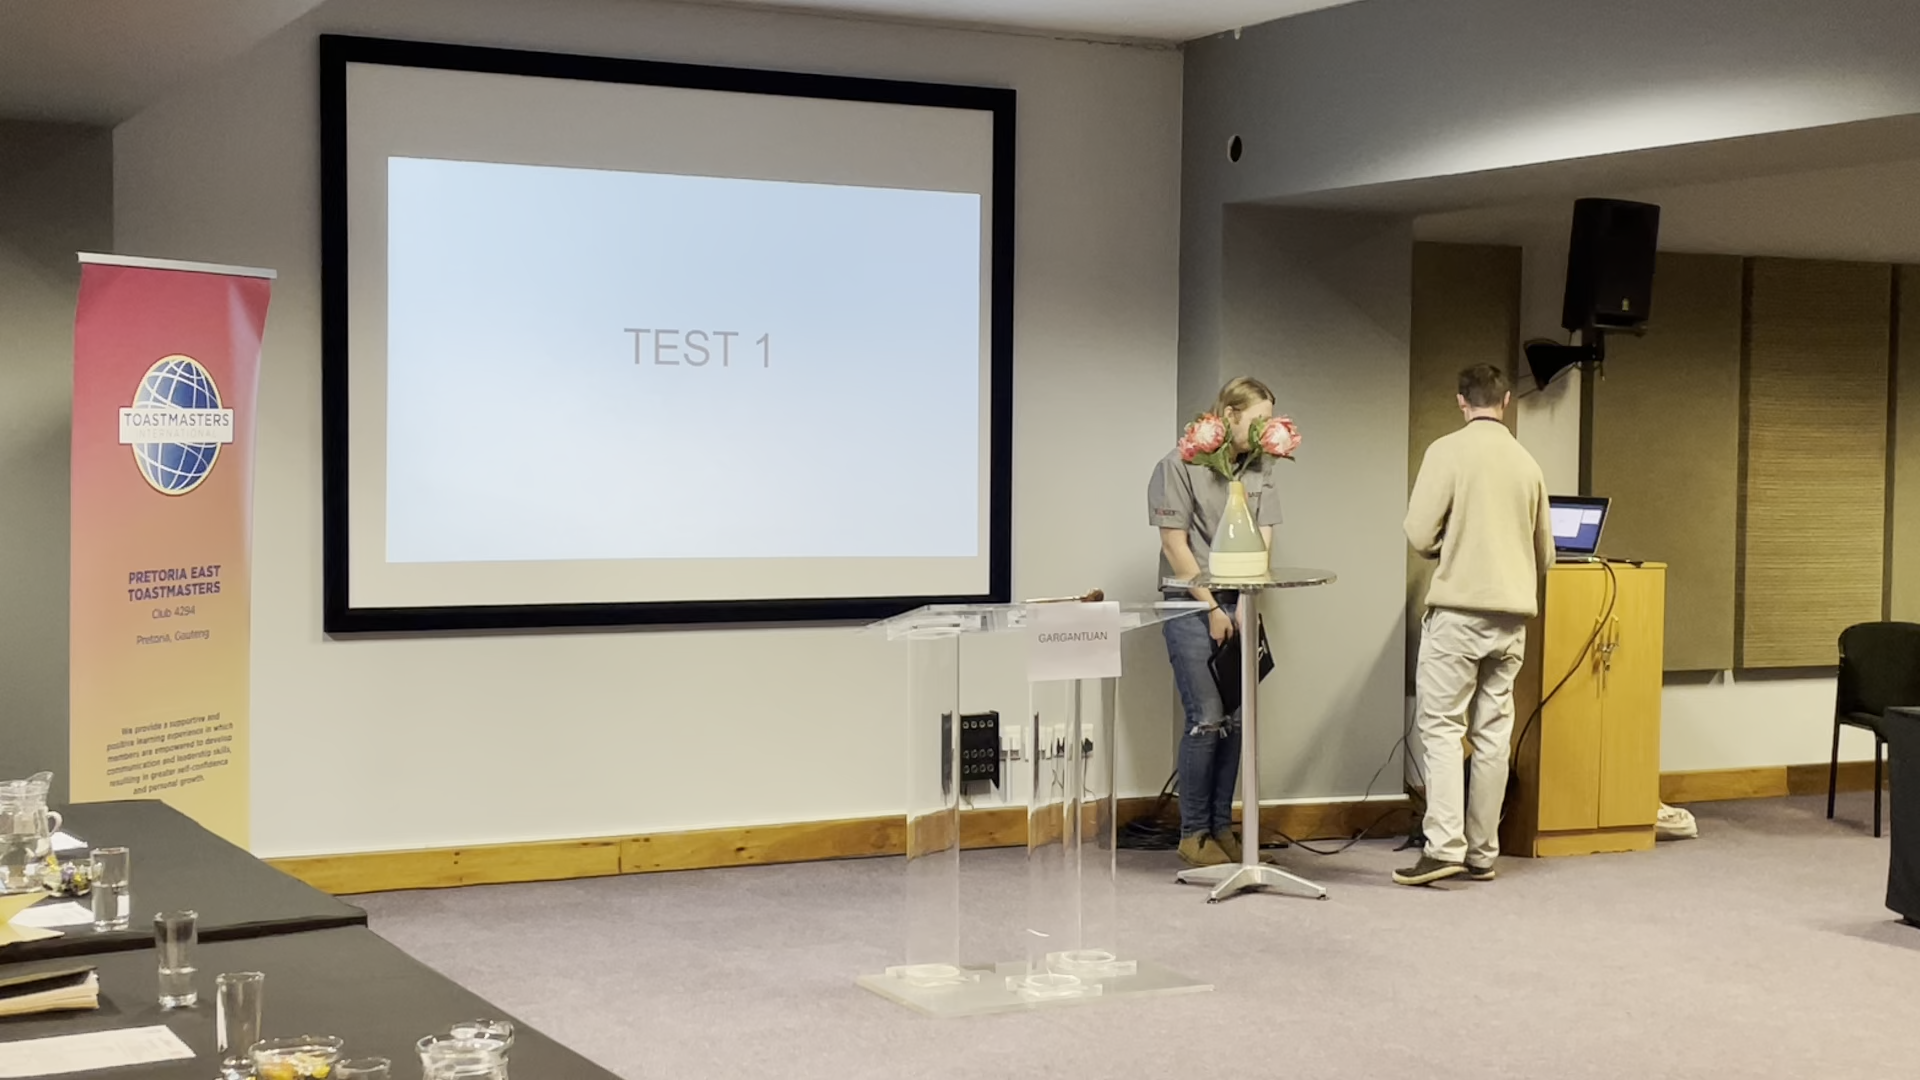 TOASTMASTERS
INTERNATIONAL
PRETORIA EAST
TOASTMASTERS
Club 4294
Pretoria, Gauteng
We provide a supportive and
positive learning experience in which
members are empowered to develop
communication and leadership skills,
resulting in greater self-confidence
and personal growth.
TEST 1
GARGANTUAN